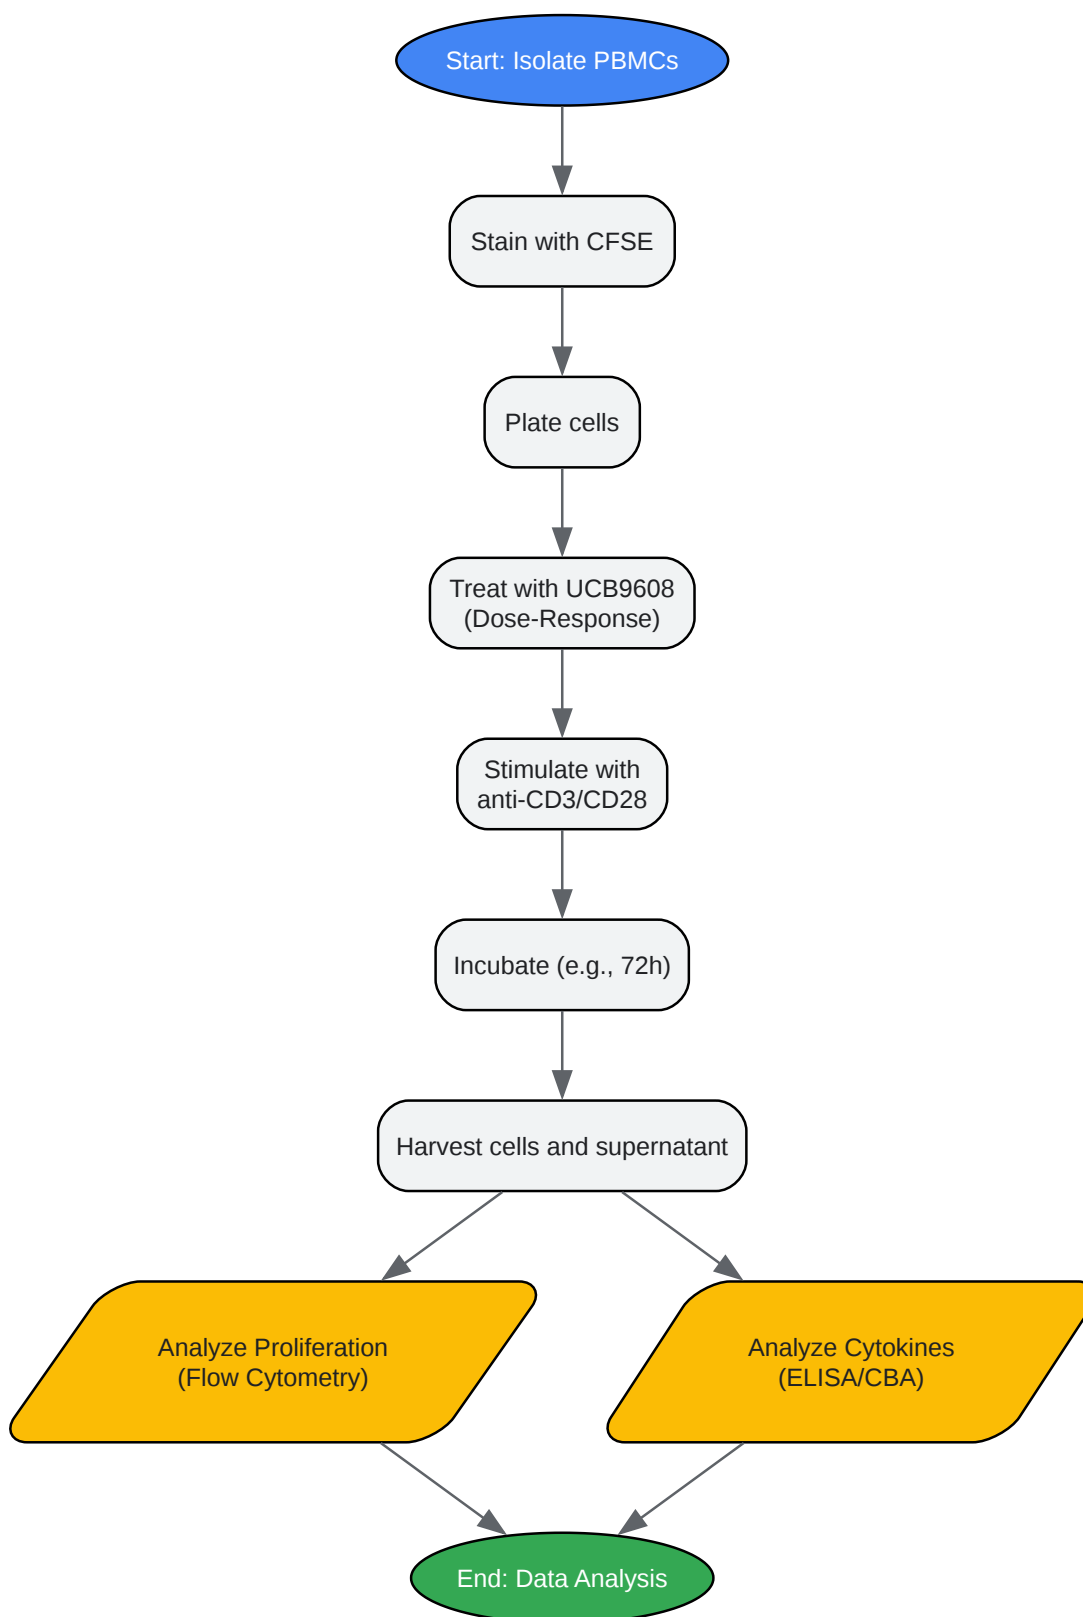 Start: Isolate PBMCs
Stain with CFSE
Plate cells
Treat with UCB9608
(Dose-Response)
Stimulate with
anti-CD3/CD28
Incubate (e.g., 72h)
Harvest cells and supernatant
Analyze Proliferation
(Flow Cytometry)
Analyze Cytokines
(ELISA/CBA)
End: Data Analysis